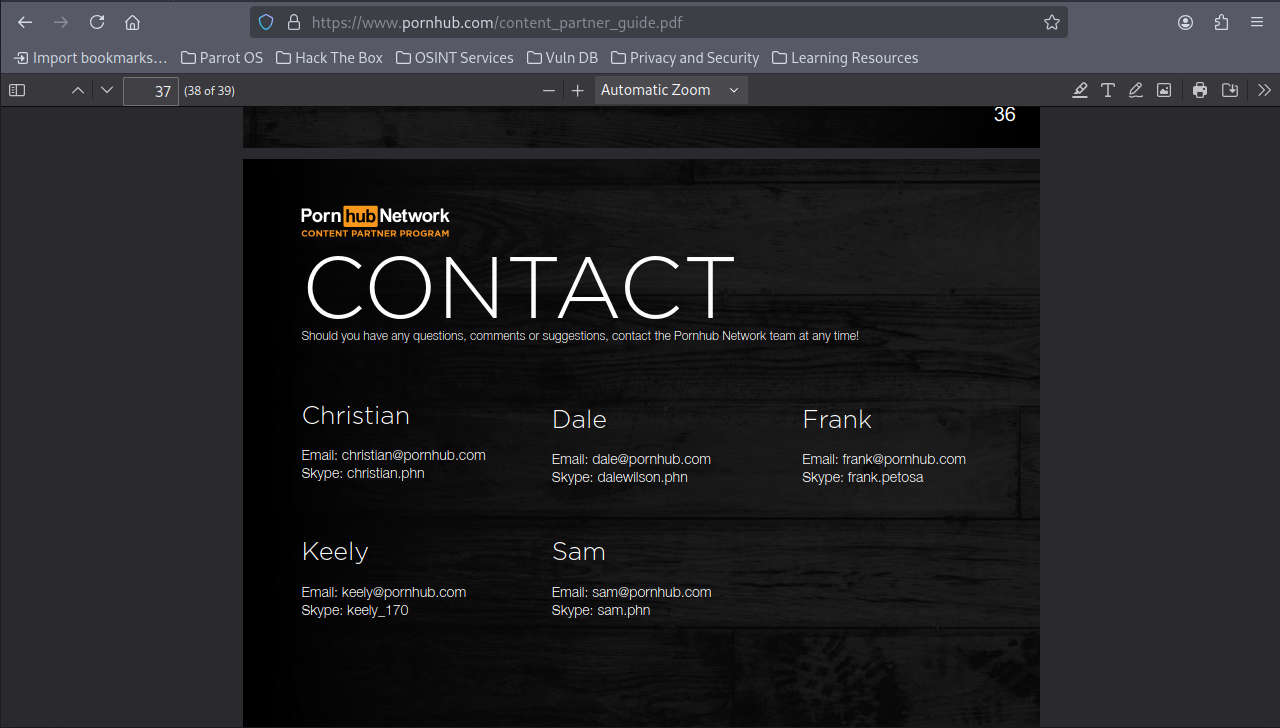 https://www.pornhub.com/content_partner_guide.pdf
Import bookmarks... Parrot OS Hack The Box OSINT Services Vuln DB Privacy and Security Learning Resources
37 (38 of 39) Automatic Zoom
36
Pornhub Network
CONTENT PARTNER PROGRAM
CONTACT
Should you have any questions, comments or suggestions, contact the Pornhub Network team at any time!
Christian
Email: christian@pornhub.com
Skype: christian.phn
Dale
Email: dale@pornhub.com
Skype: dalewilson.phn
Frank
Email: frank@pornhub.com
Skype: frank.petosa
Keely
Email: keely@pornhub.com
Skype: keely_170
Sam
Email: sam@pornhub.com
Skype: sam.phn